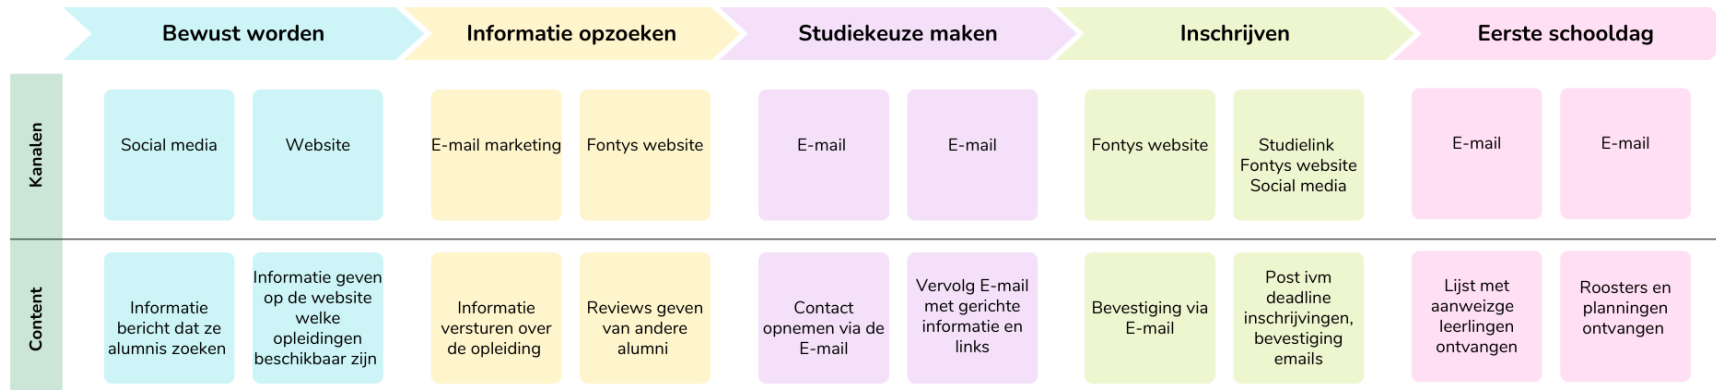 Bewust worden
Informatie opzoeken
Studiekeuze maken
Inschrijven
Eerste schooldag
Kanalen
Social media
Website
E-mail marketing
Fontys website
E-mail
E-mail
Fontys website
Studielink
Fontys website
Social media
E-mail
E-mail
Content
Informatie
bericht dat ze
alumnis zoeken
Informatie geven
op de website
welke
opleidingen
beschikbaar zijn
Informatie
versturen over
de opleiding
Reviews geven
van andere
alumni
Contact
opnemen via de
E-mail
Vervolg E-mail
met gerichte
informatie en
links
Bevestiging via
E-mail
Post ivm
deadline
inschrijvingen,
bevestiging
emails
Lijst met
aanweizge
leerlingen
ontvangen
Roosters en
planningen
ontvangen